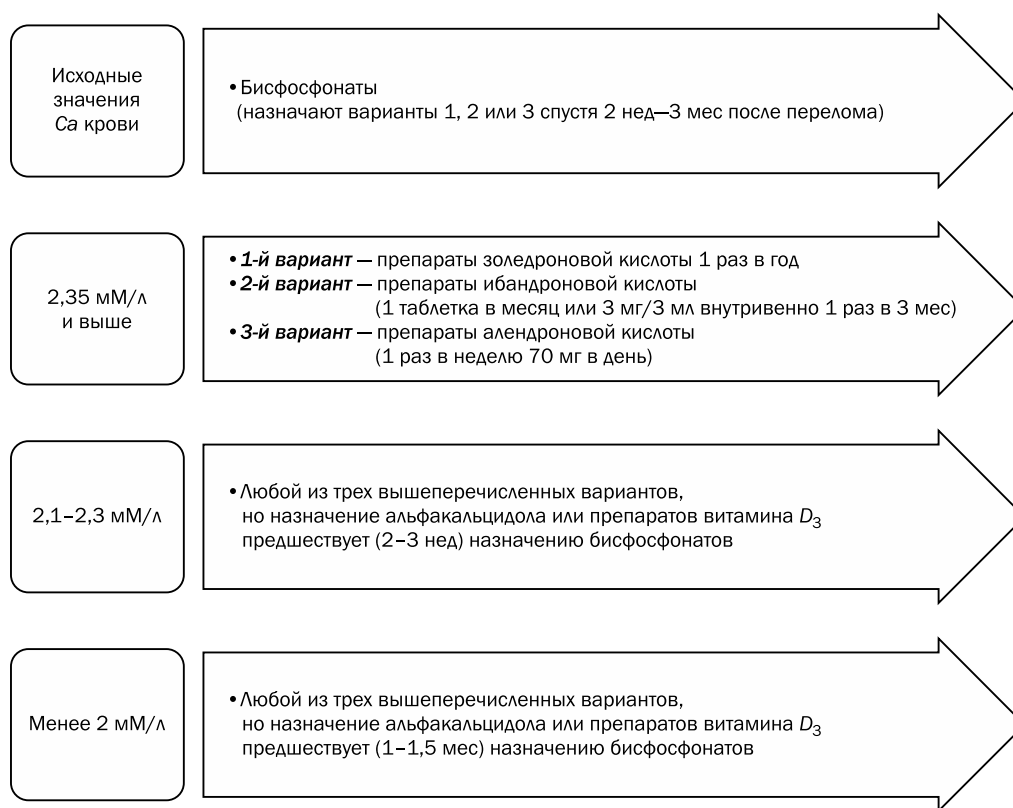 Исходные
значения
Са крови
• Бисфосфонаты
(назначают варианты 1, 2 или 3 спустя 2 нед—3 мес после перелома)
2,35 мМ/л
и выше
• 1-й вариант — препараты золедроновой кислоты 1 раз в год
• 2-й вариант — препараты ибандроновой кислоты
(1 таблетка в месяц или 3 мг/3 мл внутривенно 1 раз в 3 мес)
• 3-й вариант — препараты алендроновой кислоты
(1 раз в неделю 70 мг в день)
2,1–2,3 мМ/л
• Любой из трех вышеперечисленных вариантов,
но назначение альфакальцидола или препаратов витамина D₃
предшествует (2–3 нед) назначению бисфосфонатов
Менее 2 мМ/л
• Любой из трех вышеперечисленных вариантов,
но назначение альфакальцидола или препаратов витамина D₃
предшествует (1–1,5 мес) назначению бисфосфонатов